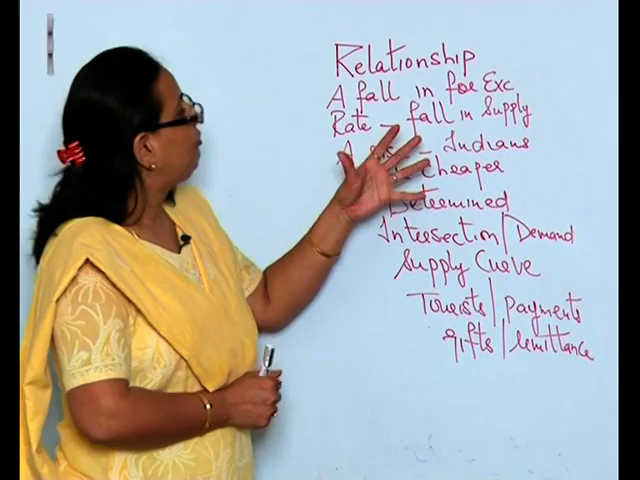 Relationship
A fall in for Exc
Rate – fall in Supply
A – Indians
Cheaper
Determined
Intersection/Demand
Supply Curve
Tourists/payments
gifts/remittance